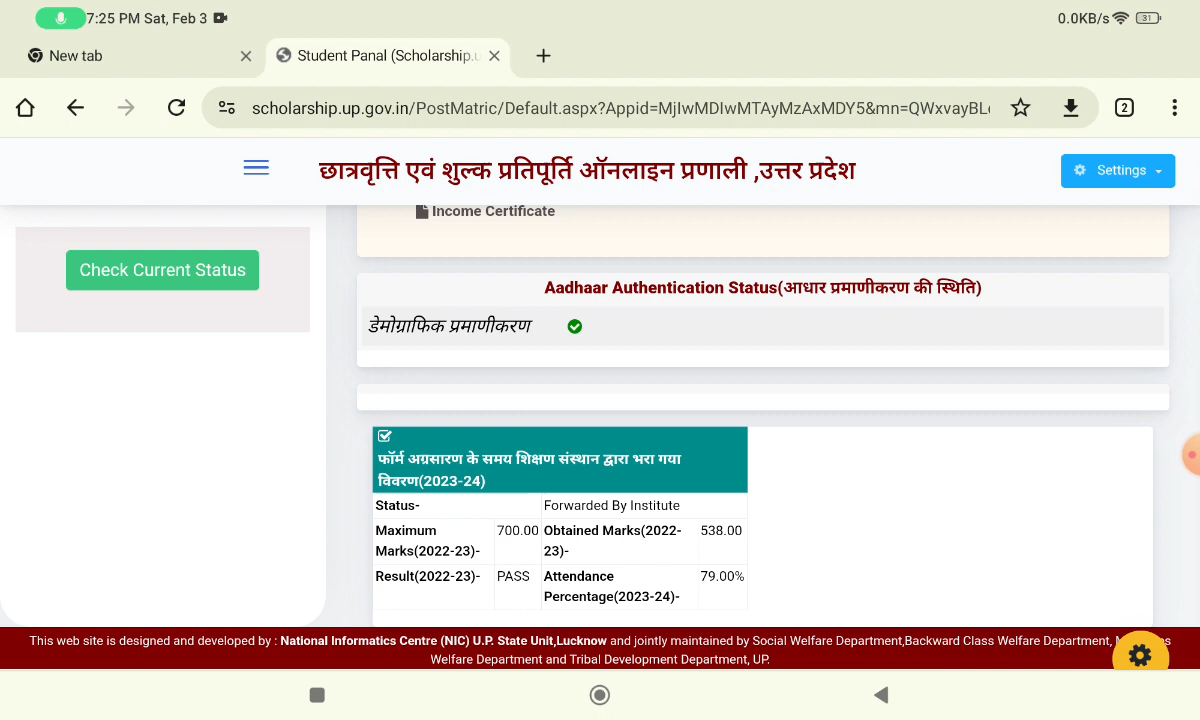 7:25 PM Sat, Feb 3
0.0KB/s
31
New tab
Student Panal (Scholarship.u
scholarship.up.gov.in/PostMatric/Default.aspx?Appid=MjIwMDIwMTAyMzAxMDY5&mn=QWxvayBL
2
छात्रवृत्ति एवं शुल्क प्रतिपूर्ति ऑनलाइन प्रणाली ,उत्तर प्रदेश
Settings
Income Certificate
Check Current Status
Aadhaar Authentication Status(आधार प्रमाणीकरण की स्थिति)
डेमोग्राफिक प्रमाणीकरण
फॉर्म अग्रसारण के समय शिक्षण संस्थान द्वारा भरा गया
विवरण(2023-24)
Status- Forwarded By Institute
Maximum 700.00 Obtained Marks(2022- 538.00
Marks(2022-23)- 23)-
Result(2022-23)- PASS Attendance 79.00%
Percentage(2023-24)-
This web site is designed and developed by : National Informatics Centre (NIC) U.P. State Unit,Lucknow and jointly maintained by Social Welfare Department,Backward Class Welfare Department,
Welfare Department and Tribal Development Department, UP.